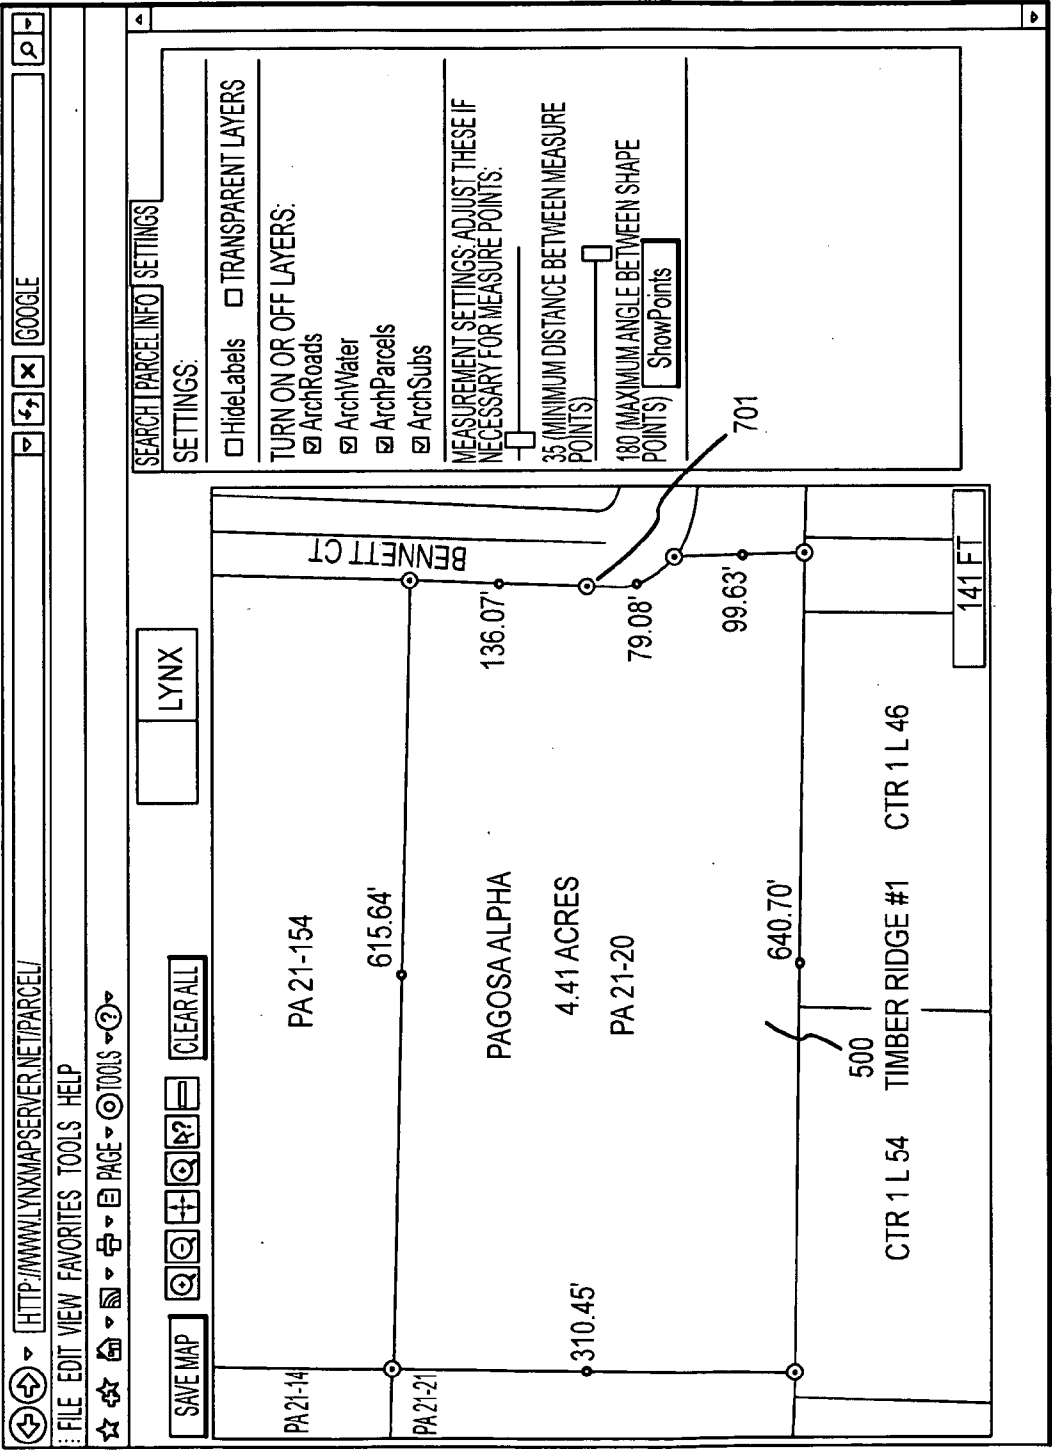 HTTP://WWW.LYNXMAPSERVER.NET/PARCEL/
GOOGLE
FILE EDIT VIEW FAVORITES TOOLS HELP
PAGE TOOLS ?
LYNX
SAVE MAP
CLEAR ALL
SEARCH | PARCEL INFO | SETTINGS
SETTINGS:
HideLabels TRANSPARENT LAYERS
TURN ON OR OFF LAYERS:
ArchRoads
ArchWater
ArchParcels
ArchSubs
MEASUREMENT SETTINGS: ADJUST THESE IF
NECESSARY FOR MEASURE POINTS:
35 (MINIMUM DISTANCE BETWEEN MEASURE
POINTS)
180 (MAXIMUM ANGLE BETWEEN SHAPE
POINTS) ShowPoints
701
PA 21-14
PA 21-154
BENNETT CT
PA 21-21
615.64'
136.07'
PAGOSA ALPHA
4.41 ACRES
PA 21-20
310.45'
79.08'
99.63'
640.70'
500
CTR 1 L 54
TIMBER RIDGE #1
CTR 1 L 46
141 FT